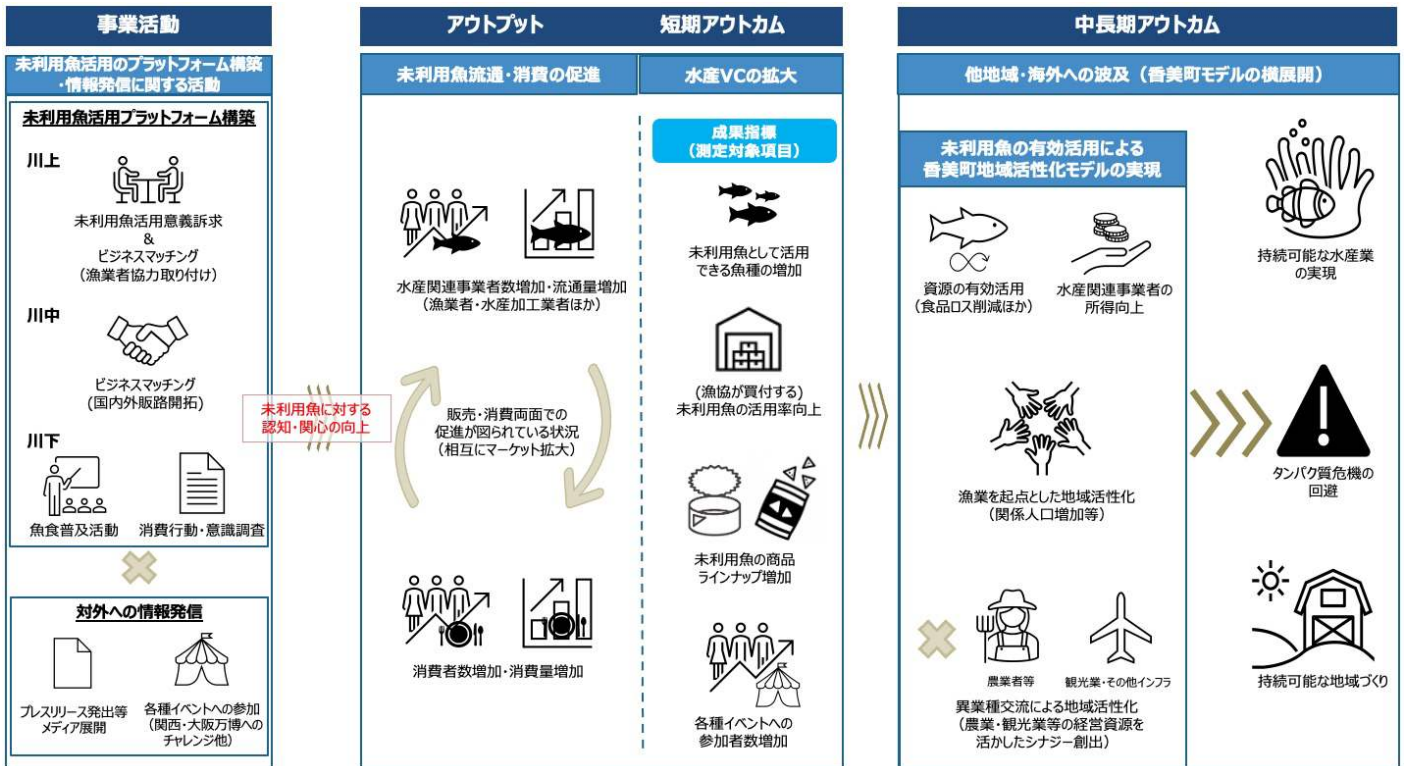 事業活動
未利用魚活用のプラットフォーム構築
・情報発信に関する活動
未利用魚活用プラットフォーム構築
川上
未利用魚活用意義訴求
&
ビジネスマッチング
(漁業者協力取り付け)
川中
ビジネスマッチング
(国内外販路開拓)
川下
魚食普及活動
消費行動・意識調査
対外への情報発信
プレスリリース発出等
メディア展開
各種イベントへの参加
(関西・大阪万博への
チャレンジ他)
未利用魚に対する
認知・関心の向上
アウトプット
短期アウトカム
未利用魚流通・消費の促進
水産関連事業者数増加・流通量増加
(漁業者・水産加工業者ほか)
販売・消費両面での
促進が図られている状況
(相互にマーケット拡大)
消費者数増加・消費量増加
水産VCの拡大
成果指標
(測定対象項目)
未利用魚として活用
できる魚種の増加
(漁協が買付する)
未利用魚の活用率向上
未利用魚の商品
ラインナップ増加
各種イベントへの
参加者数増加
中長期アウトカム
他地域・海外への波及(香美町モデルの横展開)
未利用魚の有効活用による
香美町地域活性化モデルの実現
資源の有効活用
(食品ロス削減ほか)
水産関連事業者の
所得向上
漁業を起点とした地域活性化
(関係人口増加等)
農業者等
観光業・その他インフラ
異業種交流による地域活性化
(農業・観光業等の経営資源を
活かしたシナジー創出)
持続可能な水産業
の実現
タンパク質危機の
回避
持続可能な地域づくり